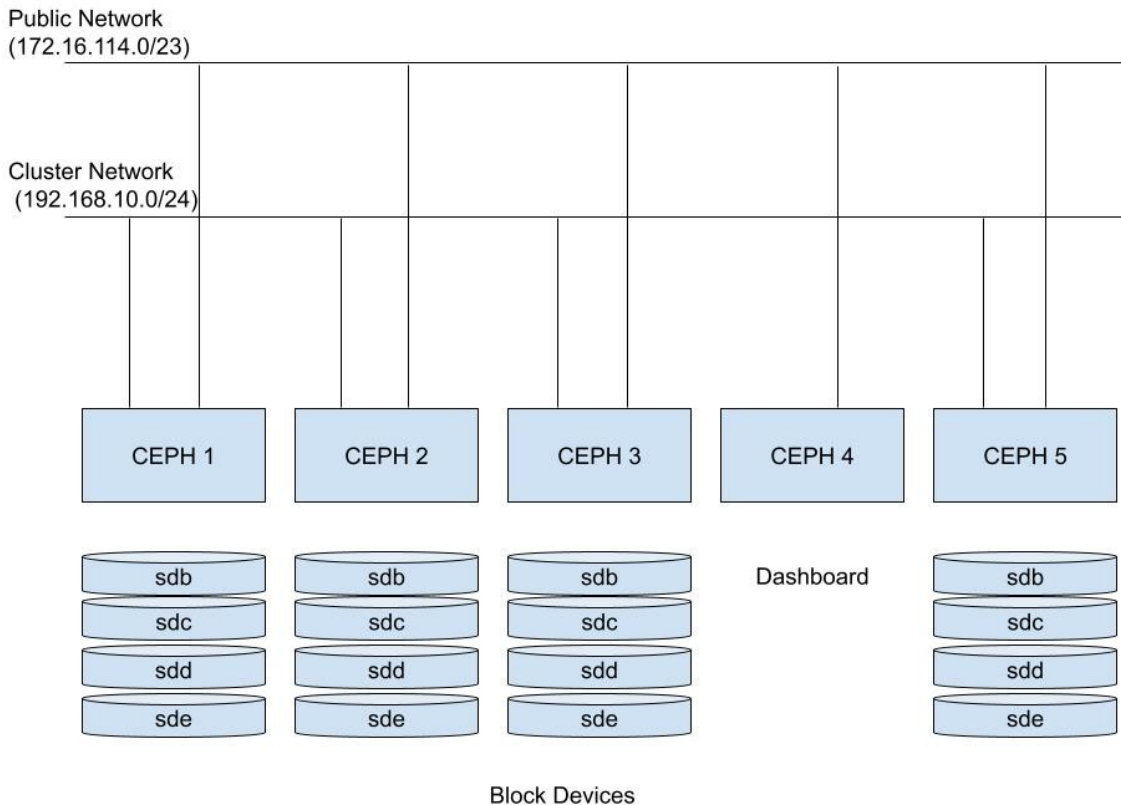 Public Network
(172.16.114.0/23)
Cluster Network
(192.168.10.0/24)
CEPH 1
CEPH 2
CEPH 3
CEPH 4
CEPH 5
sdb
sdb
sdb
Dashboard
sdb
sdc
sdc
sdc
sdc
sdd
sdd
sdd
sdd
sde
sde
sde
sde
Block Devices